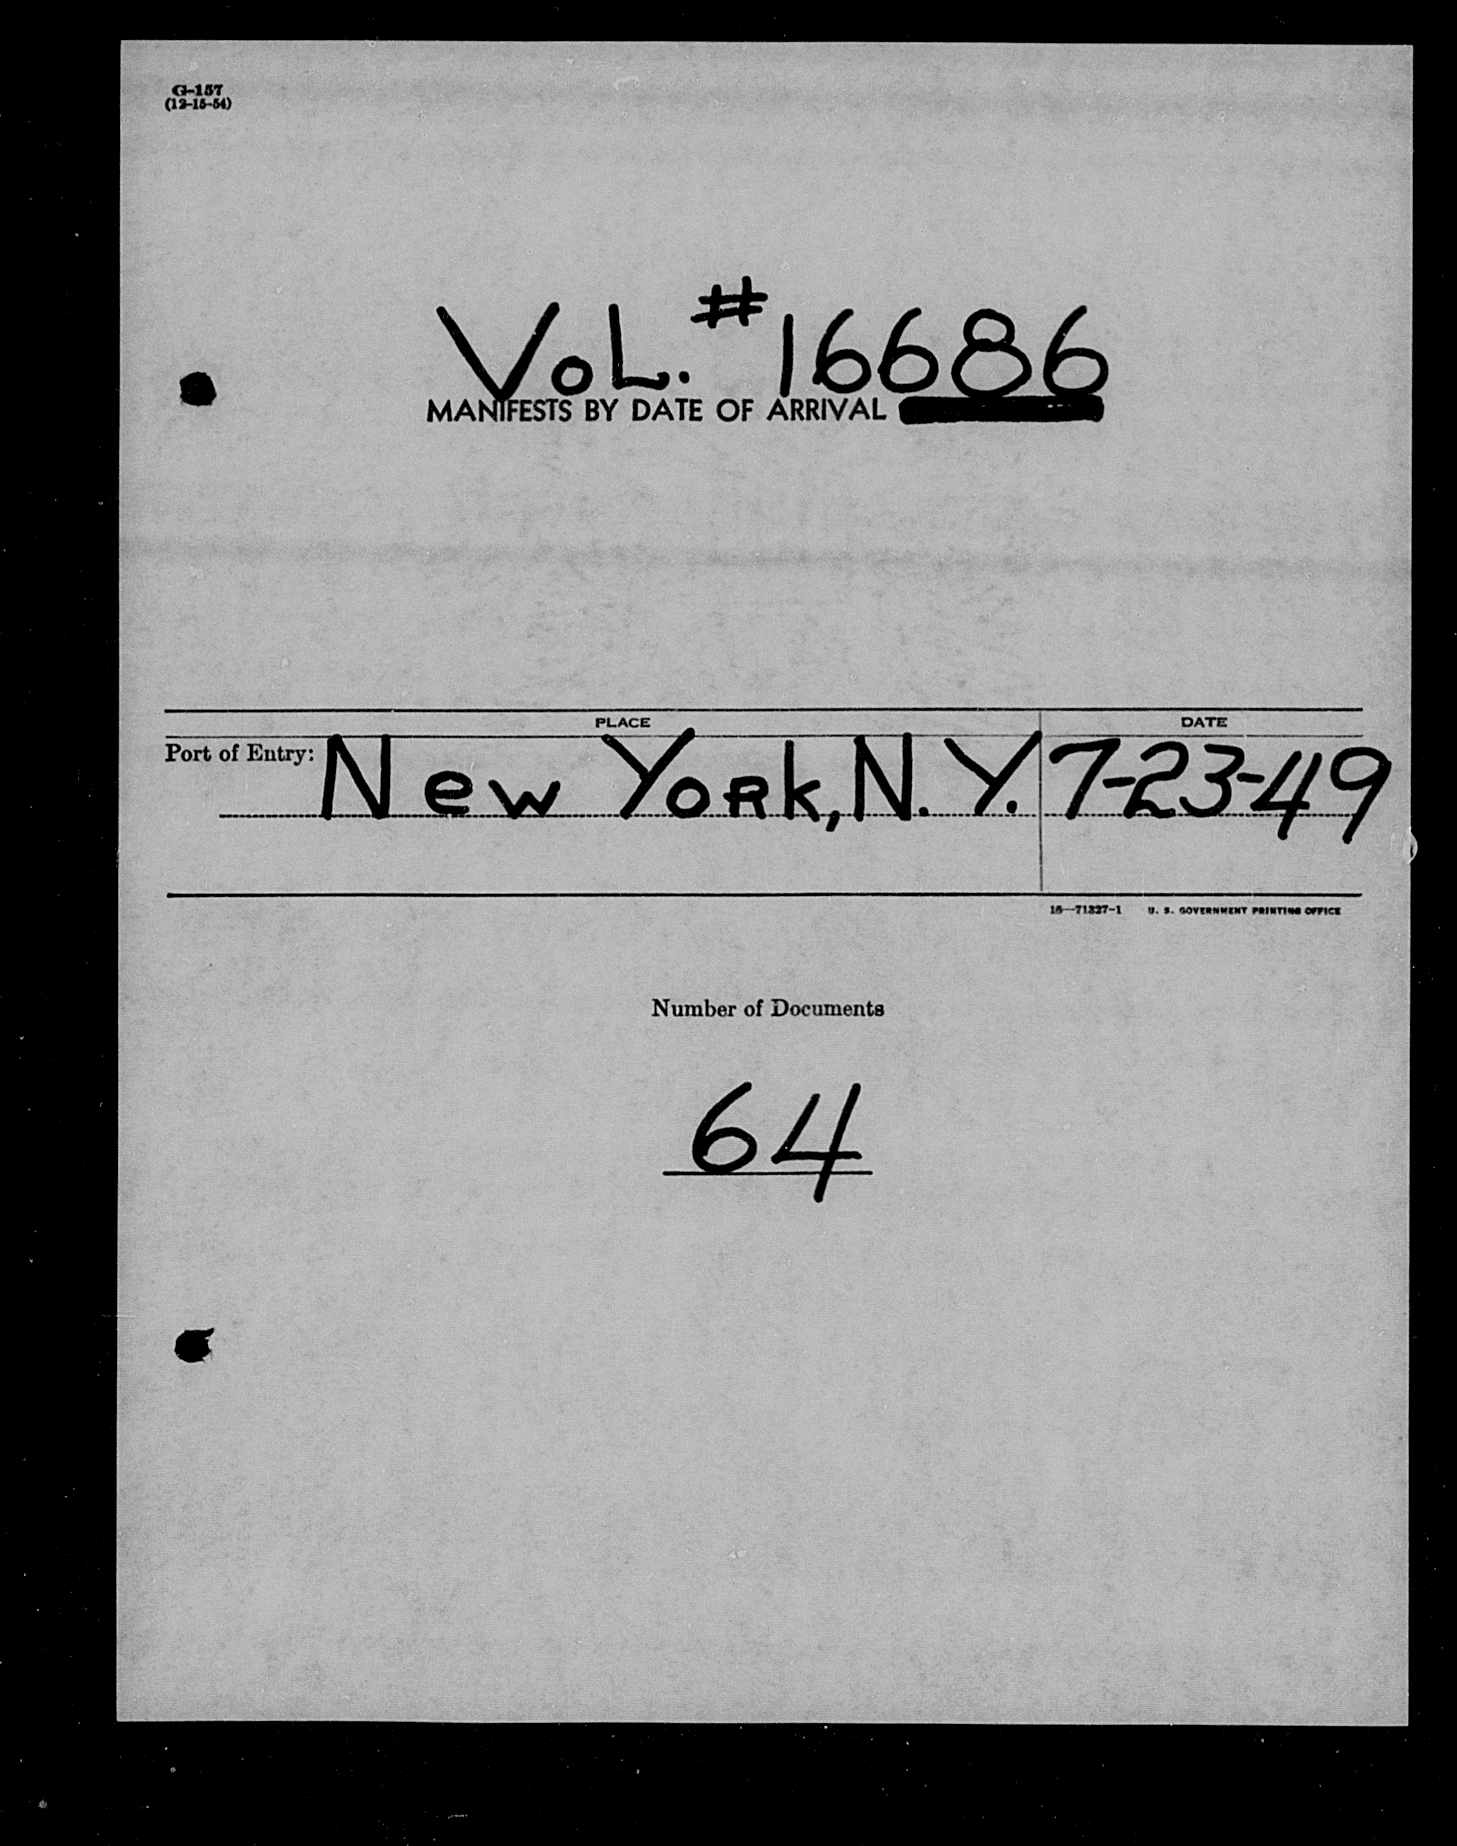 G-157
(12-15-54)
VoL. #16686
MANIFESTS BY DATE OF ARRIVAL
PLACE DATE
Port of Entry: New York, N. Y. 7-23-49
16—71327-1 U. S. GOVERNMENT PRINTING OFFICE
Number of Documents
64